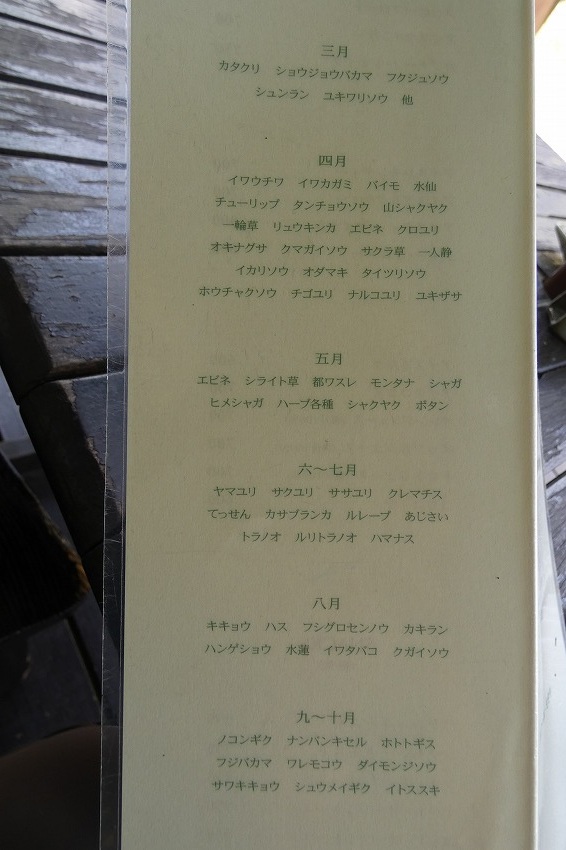 三月
カタクリ ショウジョウバカマ フクジュソウ
シュンラン ユキワリソウ 他
四月
イワウチワ イワカガミ バイモ 水仙
チューリップ タンチョウソウ 山シャクヤク
一輪草 リュウキンカ エビネ クロユリ
オキナグサ クマガイソウ サクラ草 一人静
イカリソウ オダマキ タイツリソウ
ホウチャクソウ チゴユリ ナルコユリ ユキザサ
五月
エビネ シライト草 都ワスレ モンタナ シャガ
ヒメシャガ ハーブ各種 シャクヤク ボタン
六～七月
ヤマユリ サクユリ ササユリ クレマチス
てっせん カサブランカ ルレーブ あじさい
トラノオ ルリトラノオ ハマナス
八月
キキョウ ハス フシグロセンノウ カキラン
ハンゲショウ 水蓮 イワタバコ クガイソウ
九～十月
ノコンギク ナンバンキセル ホトトギス
フジバカマ ワレモコウ ダイモンジソウ
サワキキョウ シュウメイギク イトススキ